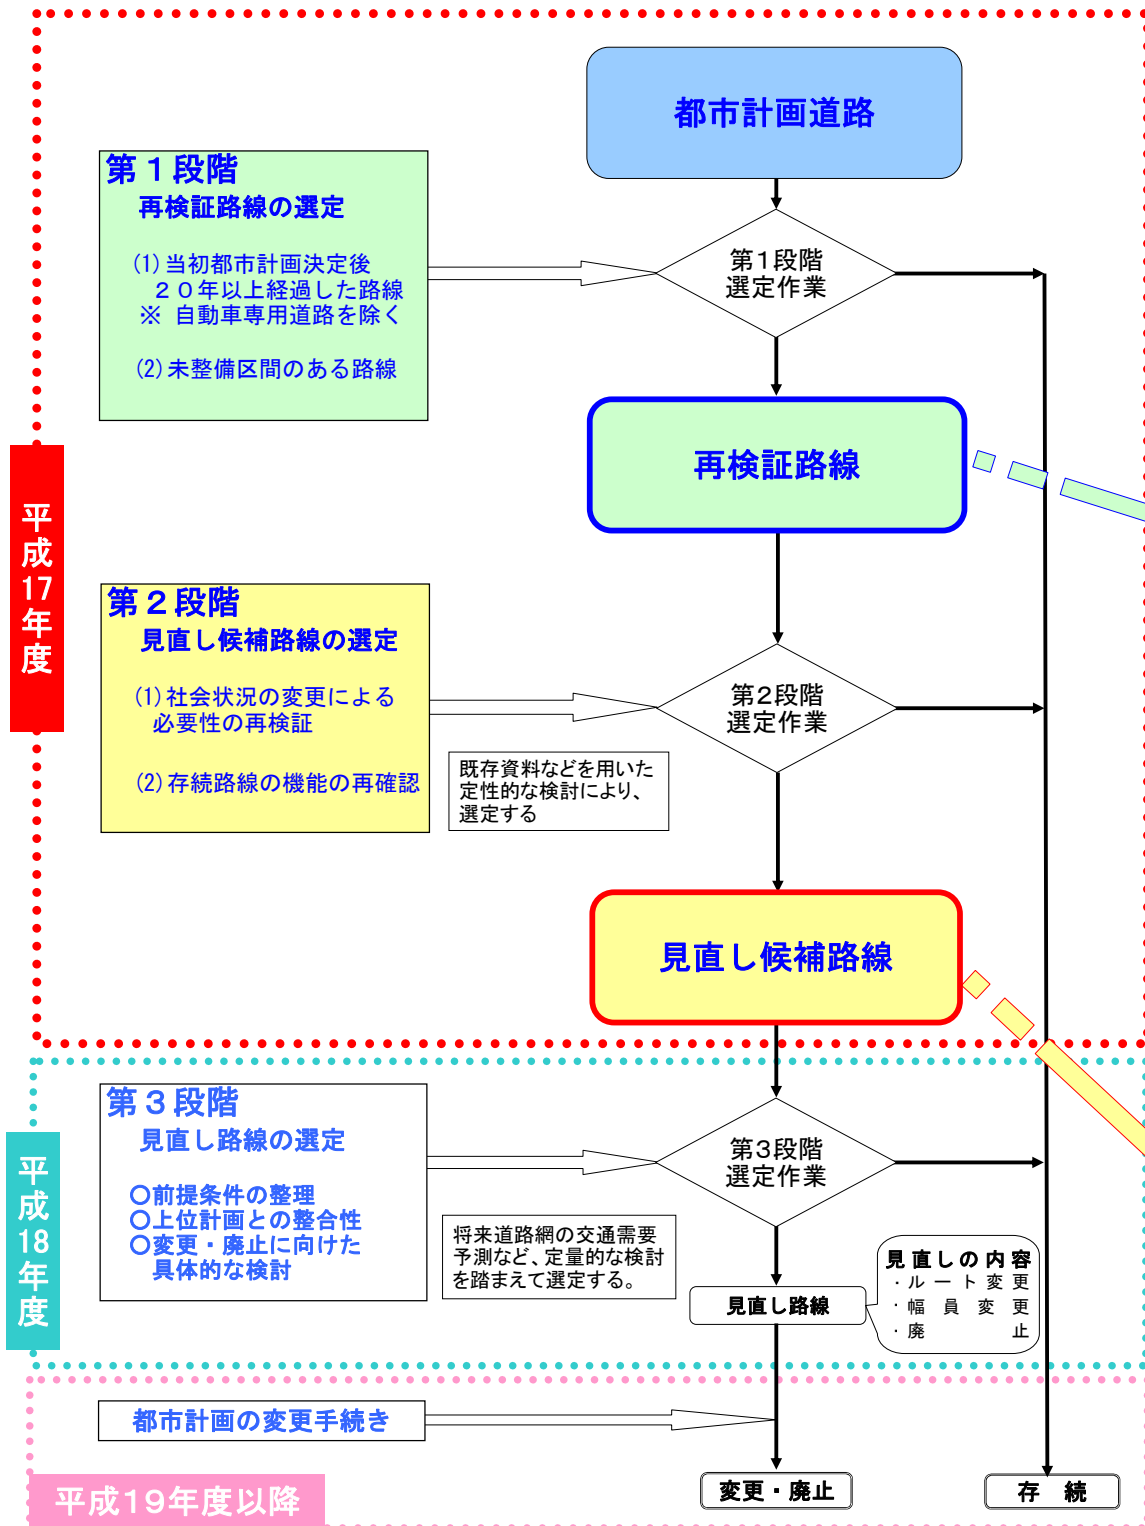 都市計画道路
第１段階
再検証路線の選定
(1)当初都市計画決定後
２０年以上経過した路線
※ 自動車専用道路を除く
(2)未整備区間のある路線
第1段階
選定作業
再検証路線
平成17年度
第２段階
見直し候補路線の選定
(1)社会状況の変更による
必要性の再検証
(2)存続路線の機能の再確認
第2段階
選定作業
既存資料などを用いた
定性的な検討により、
選定する
見直し候補路線
平成18年度
第３段階
見直し路線の選定
○前提条件の整理
○上位計画との整合性
○変更・廃止に向けた
具体的な検討
第3段階
選定作業
将来道路網の交通需要
予測など、定量的な検討
を踏まえて選定する。
見直しの内容
・ルート変更
・幅員変更
・廃止
見直し路線
都市計画の変更手続き
平成19年度以降
変更・廃止
存 続